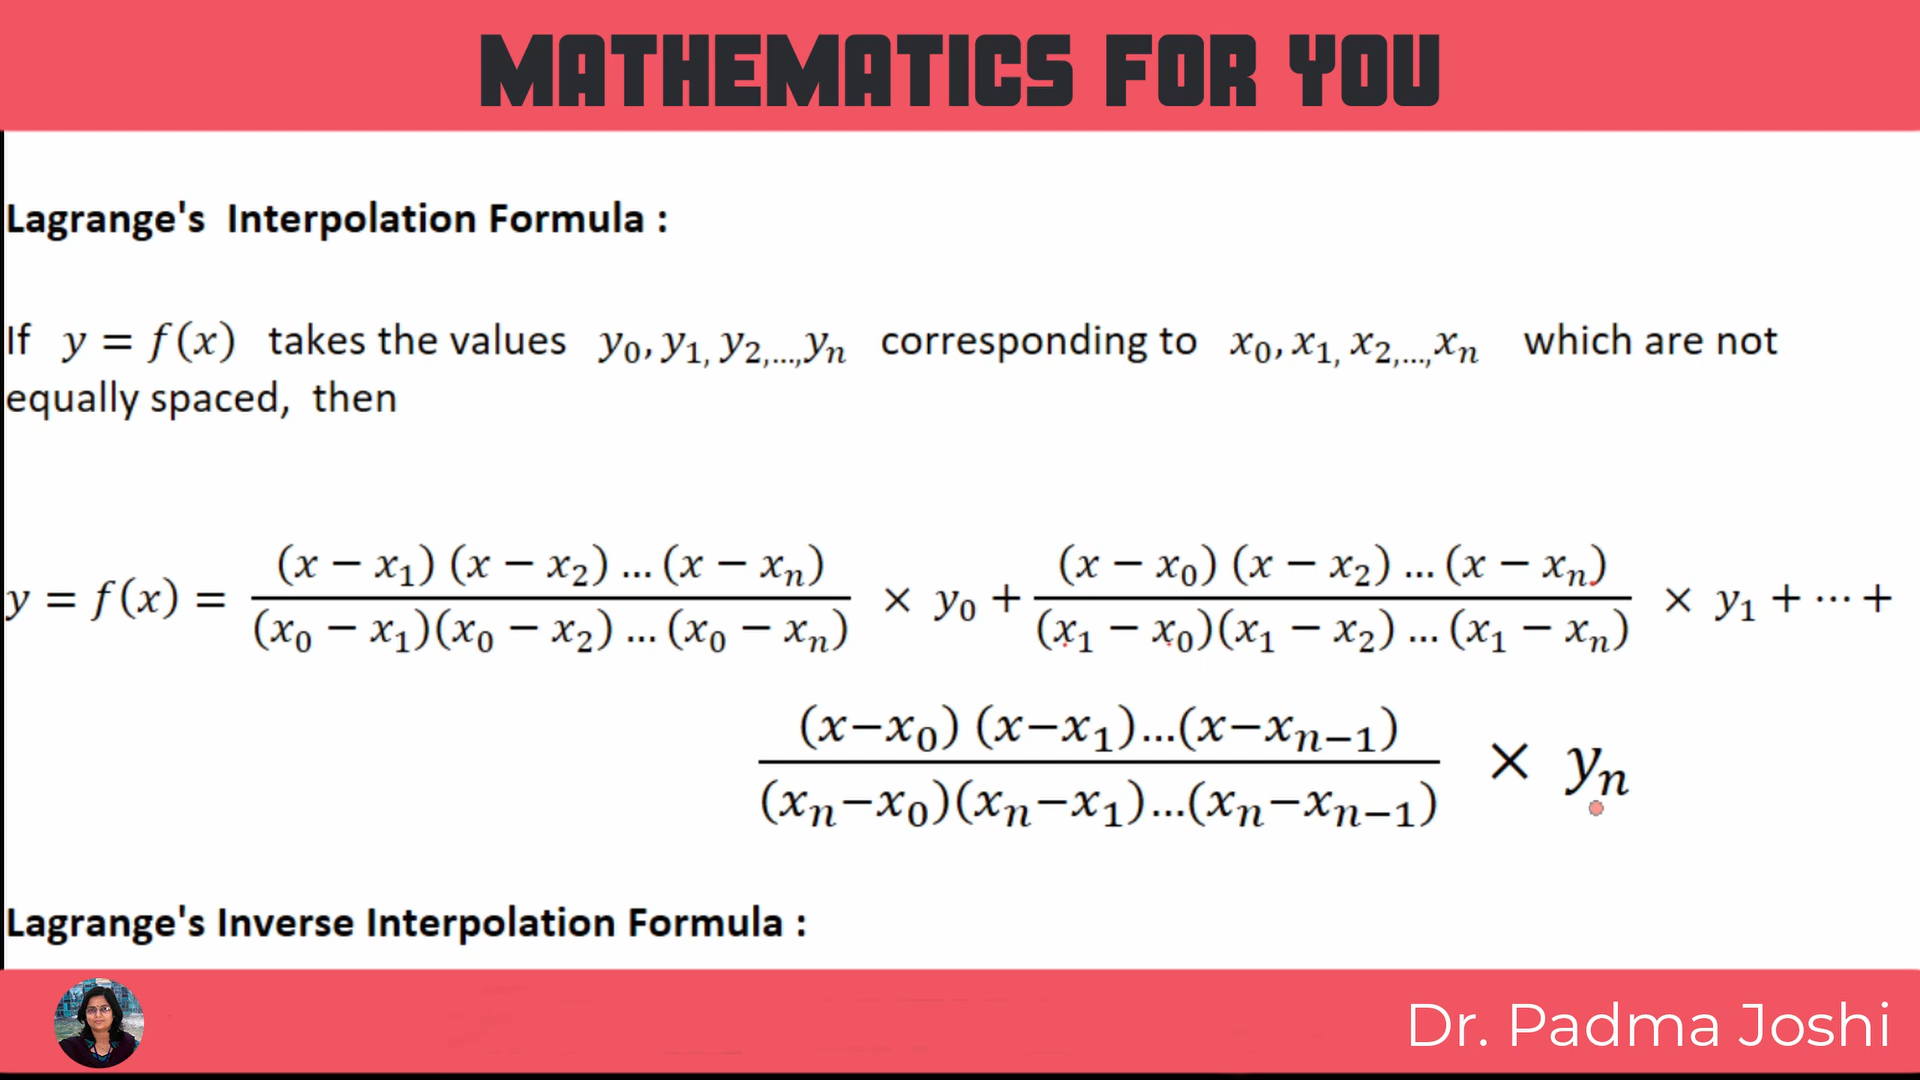 MATHEMATICS FOR YOU
Lagrange's Interpolation Formula :
If y = f(x) takes the values y₀, y₁, y₂,...,yₙ corresponding to x₀, x₁, x₂,...,xₙ which are not
equally spaced, then
y = f(x) = (x − x₁) (x − x₂) ... (x − xₙ) / (x₀ − x₁)(x₀ − x₂) ... (x₀ − xₙ) × y₀ + (x − x₀) (x − x₂) ... (x − xₙ) / (x₁ − x₀)(x₁ − x₂) ... (x₁ − xₙ) × y₁ + ⋯ +
(x−x₀) (x−x₁)...(x−xₙ₋₁) / (xₙ−x₀)(xₙ−x₁)...(xₙ−xₙ₋₁) × yₙ
Lagrange's Inverse Interpolation Formula :
Dr. Padma Joshi